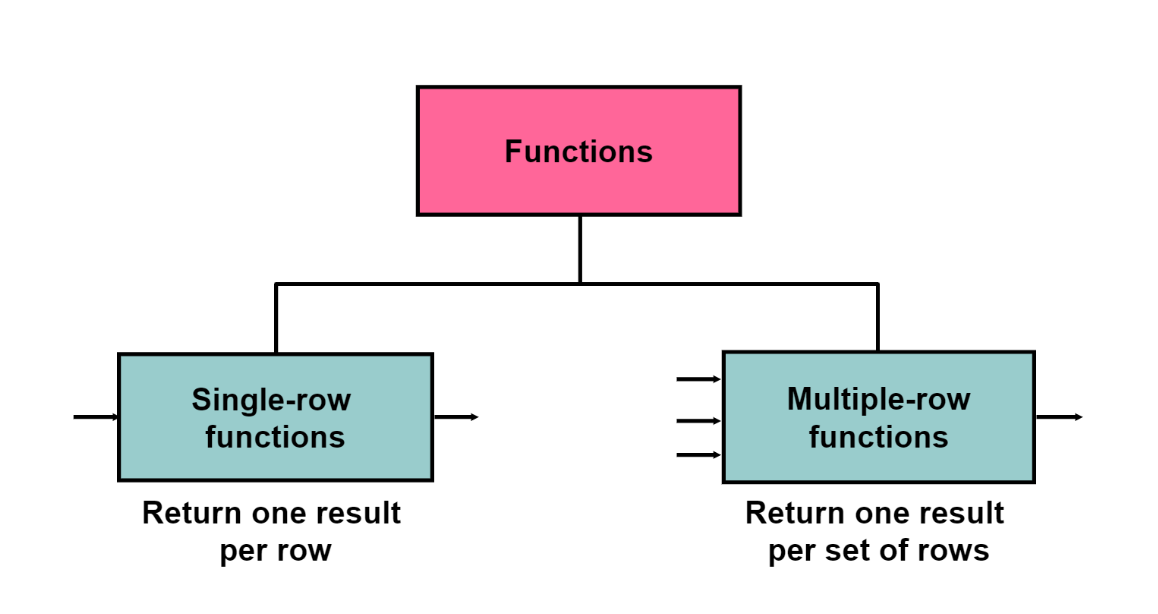 Functions
Single-row
functions
Return one result
per row
Multiple-row
functions
Return one result
per set of rows